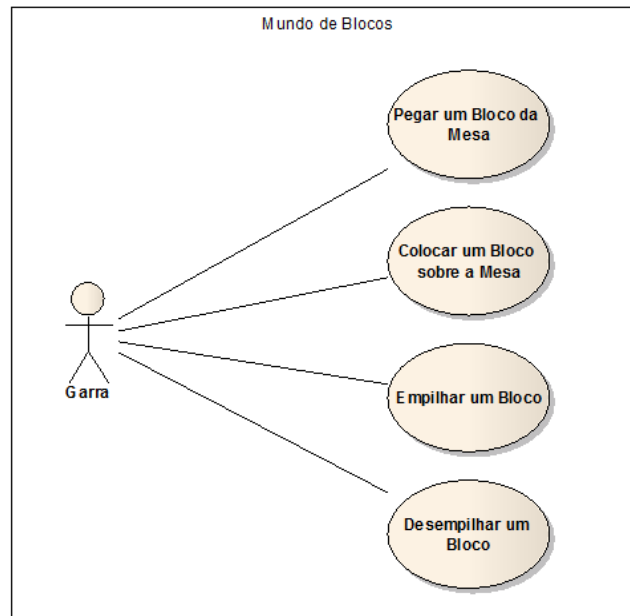 Mundo de Blocos
Pegar um Bloco da
Mesa
Colocar um Bloco
sobre a Mesa
Garra
Empilhar um Bloco
Desempilhar um
Bloco